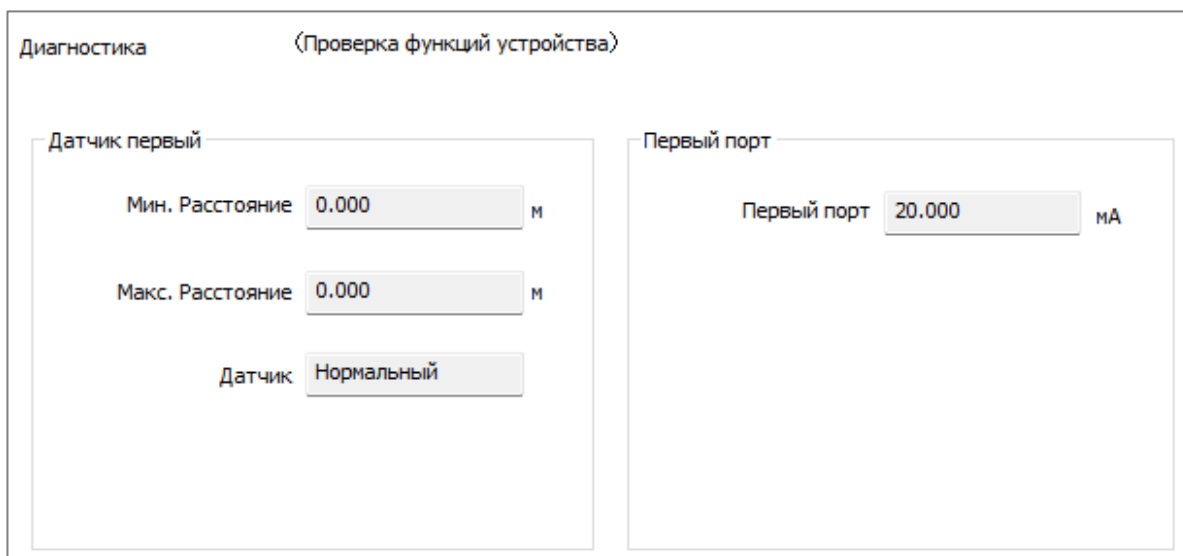 Диагностика (Проверка функций устройства)
Датчик первый
Мин. Расстояние 0.000 м
Макс. Расстояние 0.000 м
Датчик Нормальный
Первый порт
Первый порт 20.000 мА